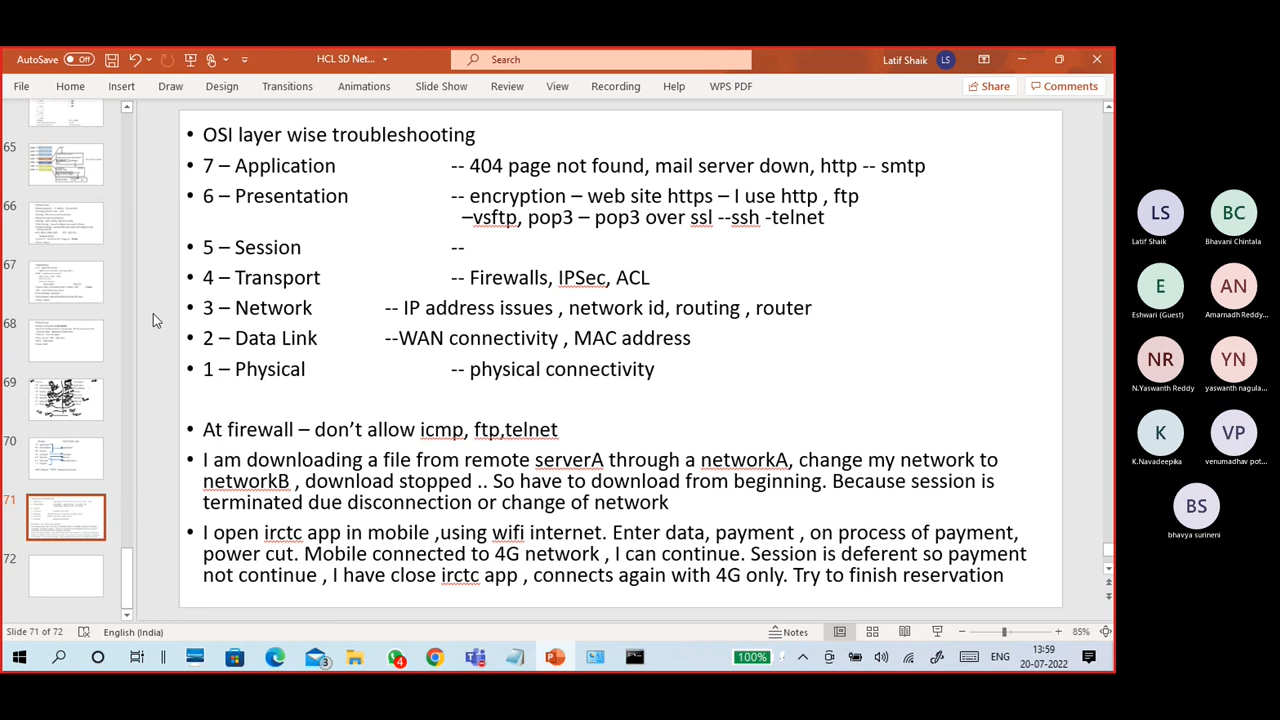 AutoSave Off HCL SD Net... Search Latif Shaik LS
File Home Insert Draw Design Transitions Animations Slide Show Review View Recording Help WPS PDF Share Comments
65
66
67
68
69
70
71
72
• OSI layer wise troubleshooting
• 7 – Application -- 404 page not found, mail server down, http -- smtp
• 6 – Presentation -- encryption – web site https – I use http , ftp
–vsftp, pop3 – pop3 over ssl --ssh -telnet
• 5 – Session --
• 4 – Transport -- Firewalls, IPSec, ACL
• 3 – Network -- IP address issues , network id, routing , router
• 2 – Data Link --WAN connectivity , MAC address
• 1 – Physical -- physical connectivity
• At firewall – don't allow icmp, ftp,telnet
• I am downloading a file from remote serverA through a networkA, change my network to
networkB , download stopped .. So have to download from beginning. Because session is
terminated due disconnection or change of network
• I open irctc app in mobile ,using wifi internet. Enter data, payment , on process of payment,
power cut. Mobile connected to 4G network , I can continue. Session is deferent so payment
not continue , I have close irctc app , connects again with 4G only. Try to finish reservation
Slide 71 of 72 English (India) Notes 85%
3 4 100% ENG 13:59
20-07-2022
LS BC
Latif Shaik Bhavani Chintala
E AN
Eshwari (Guest) Amarnadh Reddy...
NR YN
N.Yaswanth Reddy yaswanth nagula...
K VP
K.Navadeepika venumadhav pot...
BS
bhavya surineni